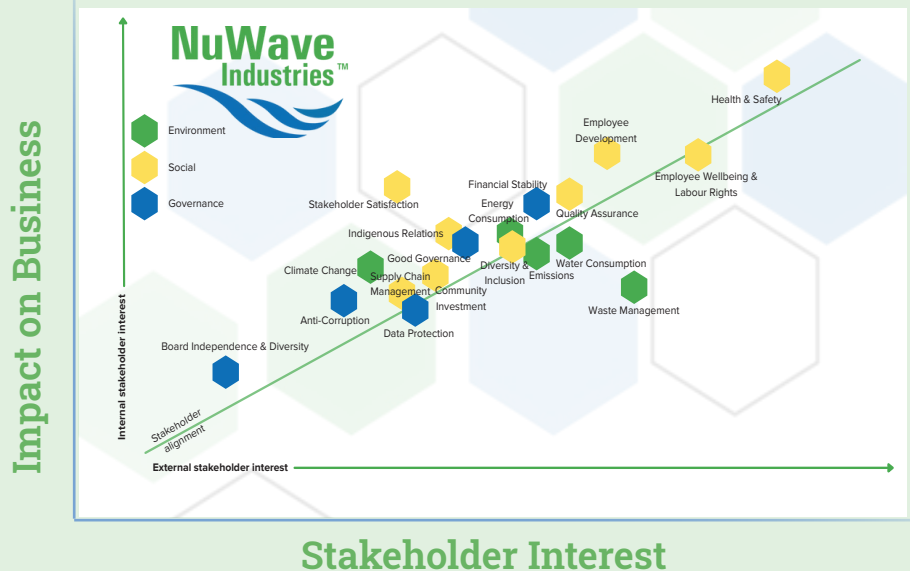 NuWave
Industries™
Environment
Social
Governance
Impact on Business
Internal stakeholder interest
Health & Safety
Employee
Development
Employee Wellbeing &
Labour Rights
Financial Stability
Stakeholder Satisfaction
Energy
Consumption
Quality Assurance
Indigenous Relations
Good Governance
Diversity &
Inclusion
Water Consumption
Emissions
Climate Change
Supply Chain
Management
Community
Investment
Waste Management
Anti-Corruption
Data Protection
Board Independence & Diversity
Stakeholder
alignment
External stakeholder interest
Stakeholder Interest